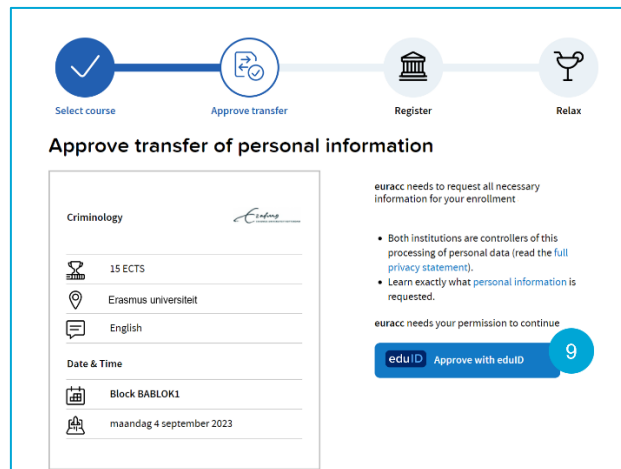 Select course
Approve transfer
Register
Relax
Approve transfer of personal information
Criminology
Erasmus
15 ECTS
Erasmus universiteit
English
Date & Time
Block BABLOK1
maandag 4 september 2023
euracc needs to request all necessary
information for your enrollment
• Both institutions are controllers of this
processing of personal data (read the full
privacy statement).
• Learn exactly what personal information is
requested.
euracc needs your permission to continue
eduID Approve with eduID
9